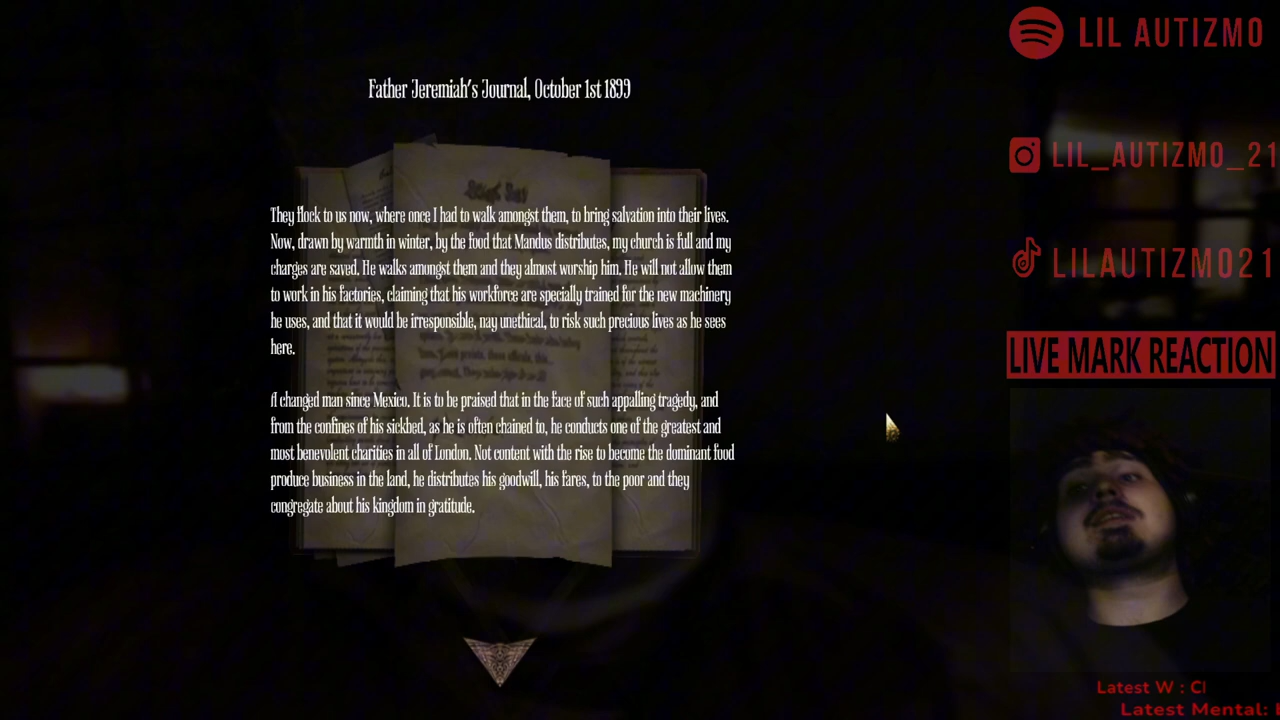 Father Jeremiah's Journal, October 1st 1899
They flock to us now, where once I had to walk amongst them, to bring salvation into their lives.
Now, drawn by warmth in winter, by the food that Mandus distributes, my church is full and my
charges are saved. He walks amongst them and they almost worship him. He will not allow them
to work in his factories, claiming that his workforce are specially trained for the new machinery
he uses, and that it would be irresponsible, nay unethical, to risk such precious lives as he sees
here.
A changed man since Mexico. It is to be praised that in the face of such appalling tragedy, and
from the confines of his sickbed, as he is often chained to, he conducts one of the greatest and
most benevolent charities in all of London. Not content with the rise to become the dominant food
produce business in the land, he distributes his goodwill, his fares, to the poor and they
congregate about his kingdom in gratitude.
LIL AUTIZMO
LIL_AUTIZMO_21
LILAUTIZMO21
LIVE MARK REACTION
Latest W : Cl
Latest Mental: